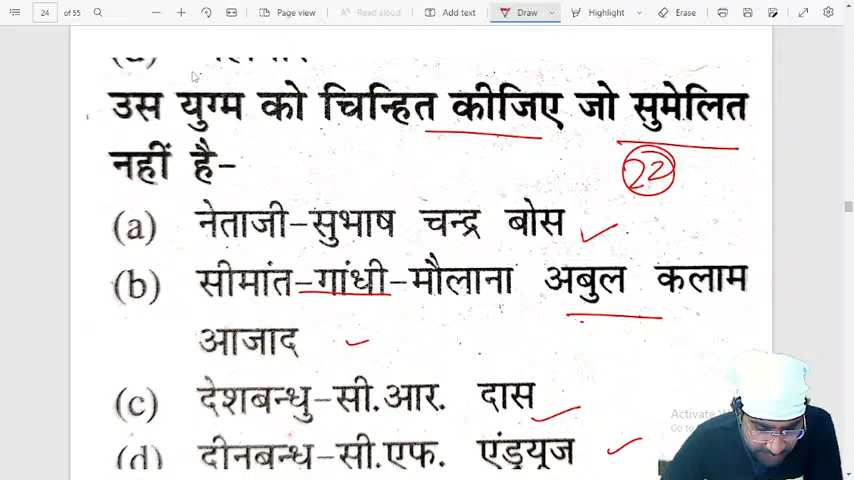 24 of 55 Page view Read aloud Add text Draw Highlight Erase
उस युग्म को चिन्हित कीजिए जो सुमेलित
नहीं है-
22
(a) नेताजी-सुभाष चन्द्र बोस
(b) सीमांत-गांधी-मौलाना अबुल कलाम
आजाद
(c) देशबन्धु-सी.आर. दास
Activate
Go to
(d) दीनबन्धु-सी.एफ. एंड्रयूज